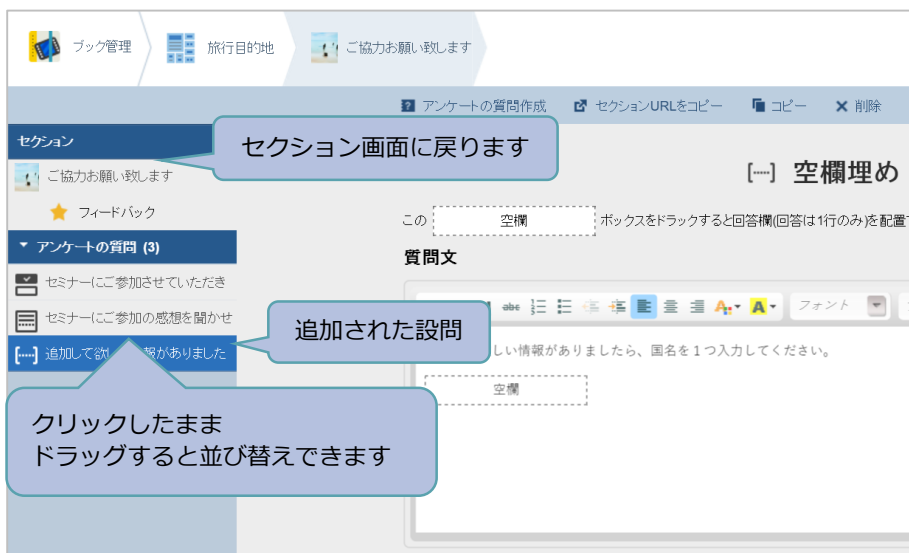 ブック管理
旅行目的地
ご協力お願い致します
アンケートの質問作成
セクションURLをコピー
コピー
削除
セクション
セクション画面に戻ります
ご協力お願い致します
フィードバック
アンケートの質問 (3)
セミナーにご参加させていただき
セミナーにご参加の感想を聞かせ
追加して欲し 報がありました
[····] 空欄埋め
この 空欄 ボックスをドラックすると回答欄(回答は1行のみ)を配置
質問文
abc
フォント
追加された設問
しい情報がありましたら、国名を1つ入力してください。
空欄
クリックしたまま
ドラッグすると並び替えできます